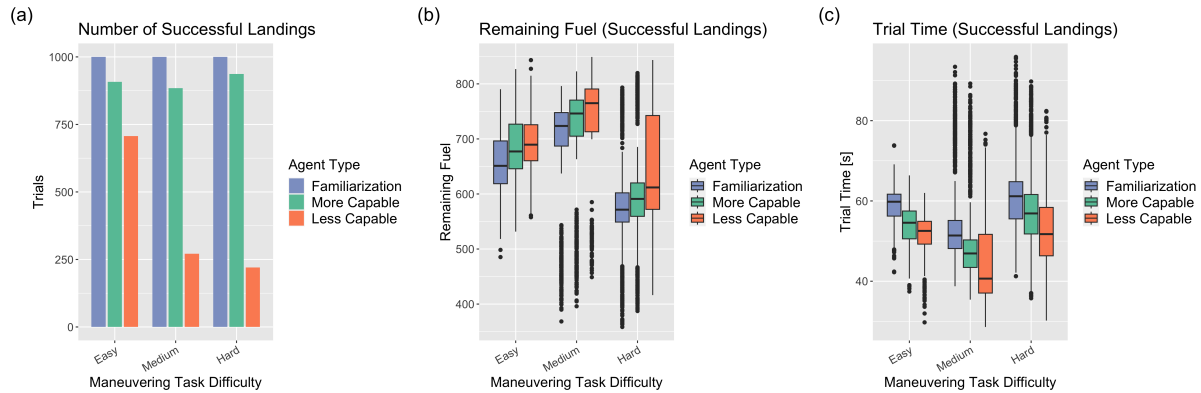 (a)
Number of Successful Landings
1000
750
500
250
0
Trials
Easy
Medium
Hard
Maneuvering Task Difficulty
Agent Type
Familiarization
More Capable
Less Capable
(b)
Remaining Fuel (Successful Landings)
800
700
600
500
400
Remaining Fuel
Easy
Medium
Hard
Maneuvering Task Difficulty
Agent Type
Familiarization
More Capable
Less Capable
(c)
Trial Time (Successful Landings)
80
60
40
Trial Time [s]
Easy
Medium
Hard
Maneuvering Task Difficulty
Agent Type
Familiarization
More Capable
Less Capable